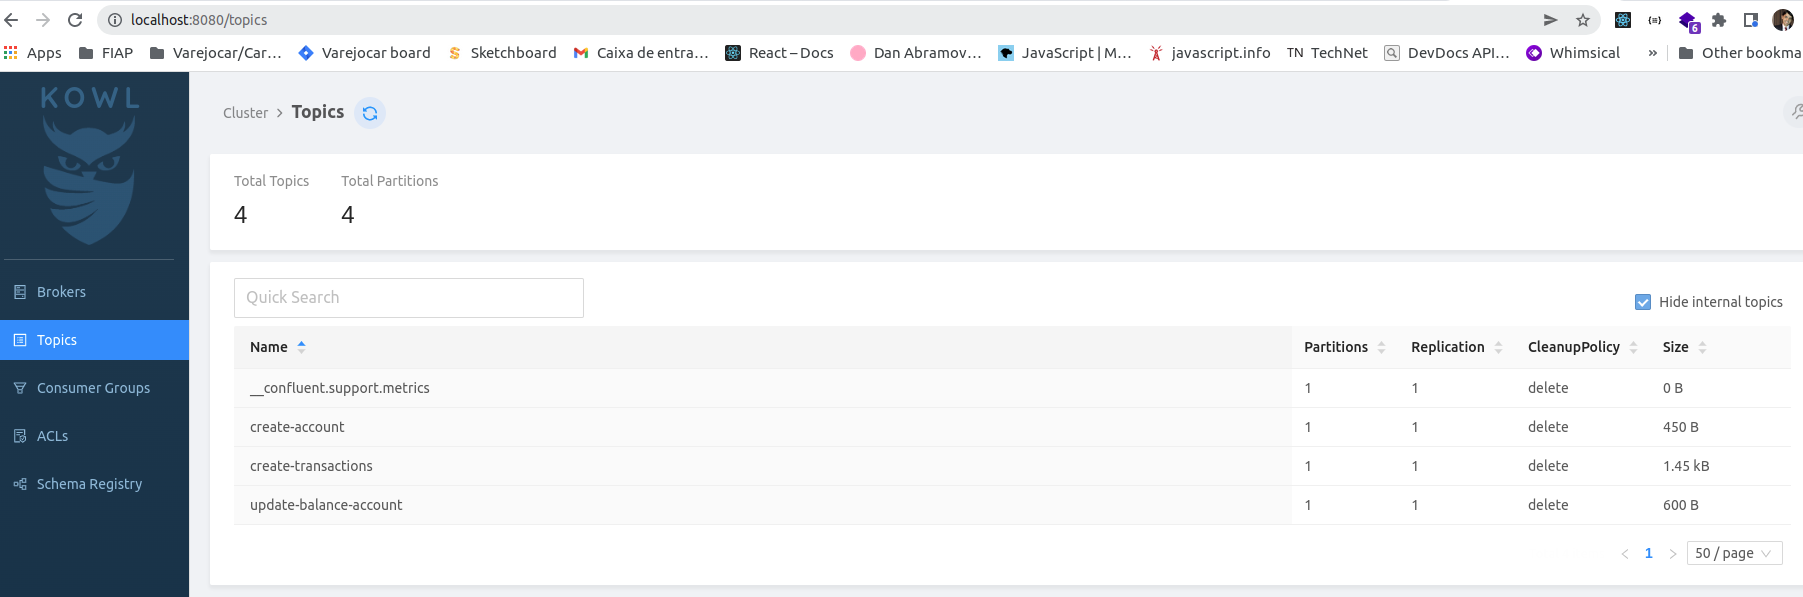 localhost:8080/topics
6
Apps FIAP Varejocar/Car... Varejocar board Sketchboard Caixa de entra... React – Docs Dan Abramov... JavaScript | M... javascript.info TN TechNet DevDocs API... Whimsical » Other bookma
KOWL
Cluster > Topics
Total Topics Total Partitions
4 4
Brokers
Topics
Consumer Groups
ACLs
Schema Registry
Quick Search
Hide internal topics
Name Partitions Replication CleanupPolicy Size
__confluent.support.metrics 1 1 delete 0 B
create-account 1 1 delete 450 B
create-transactions 1 1 delete 1.45 kB
update-balance-account 1 1 delete 600 B
< 1 > 50 / page